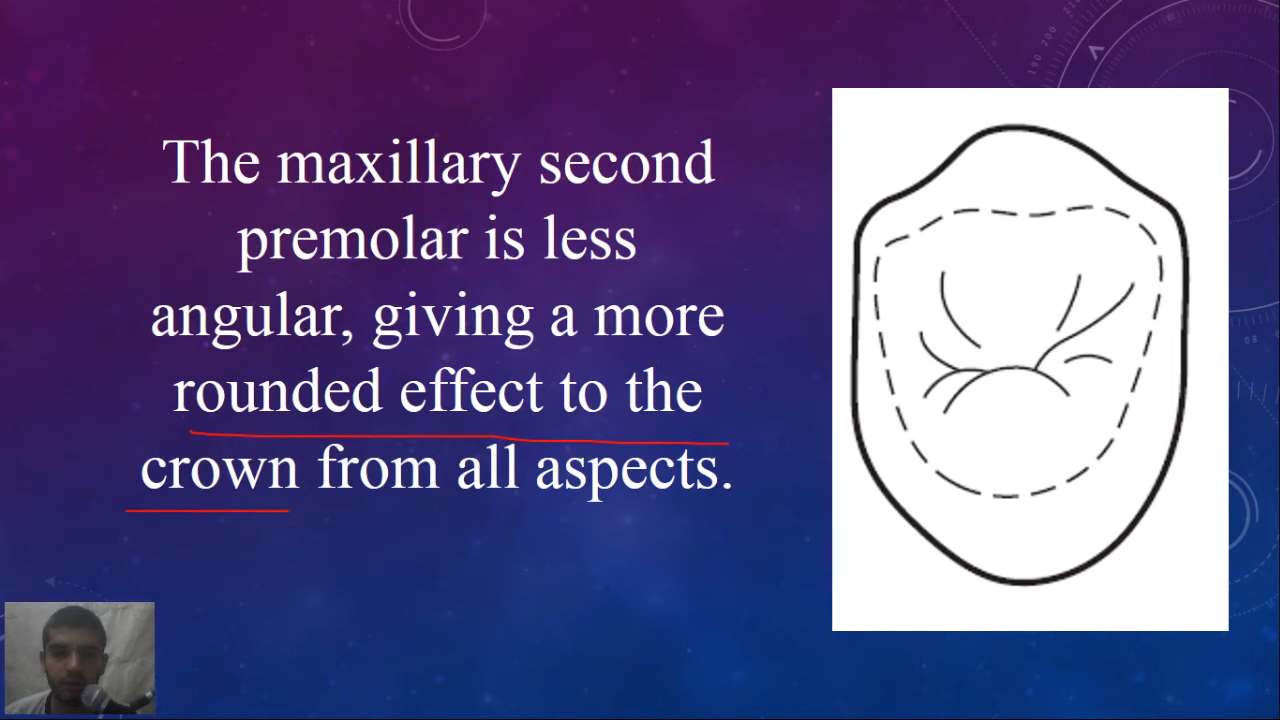 The maxillary second
premolar is less
angular, giving a more
rounded effect to the
crown from all aspects.